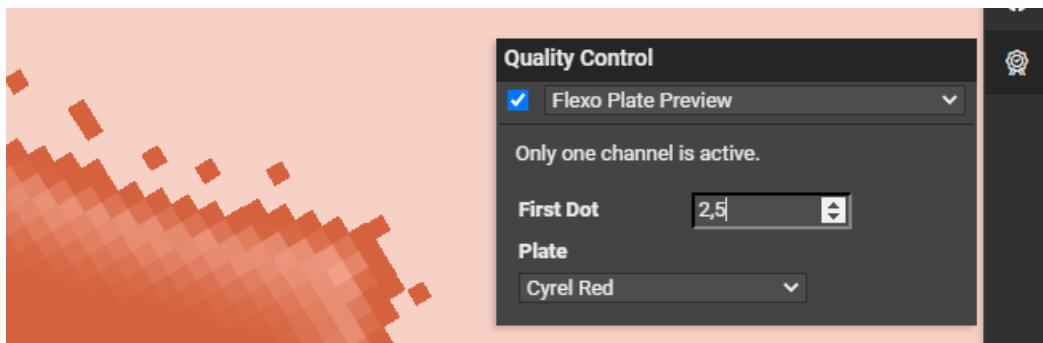 Quality Control
Flexo Plate Preview
Only one channel is active.
First Dot 2,5
Plate
Cyrel Red